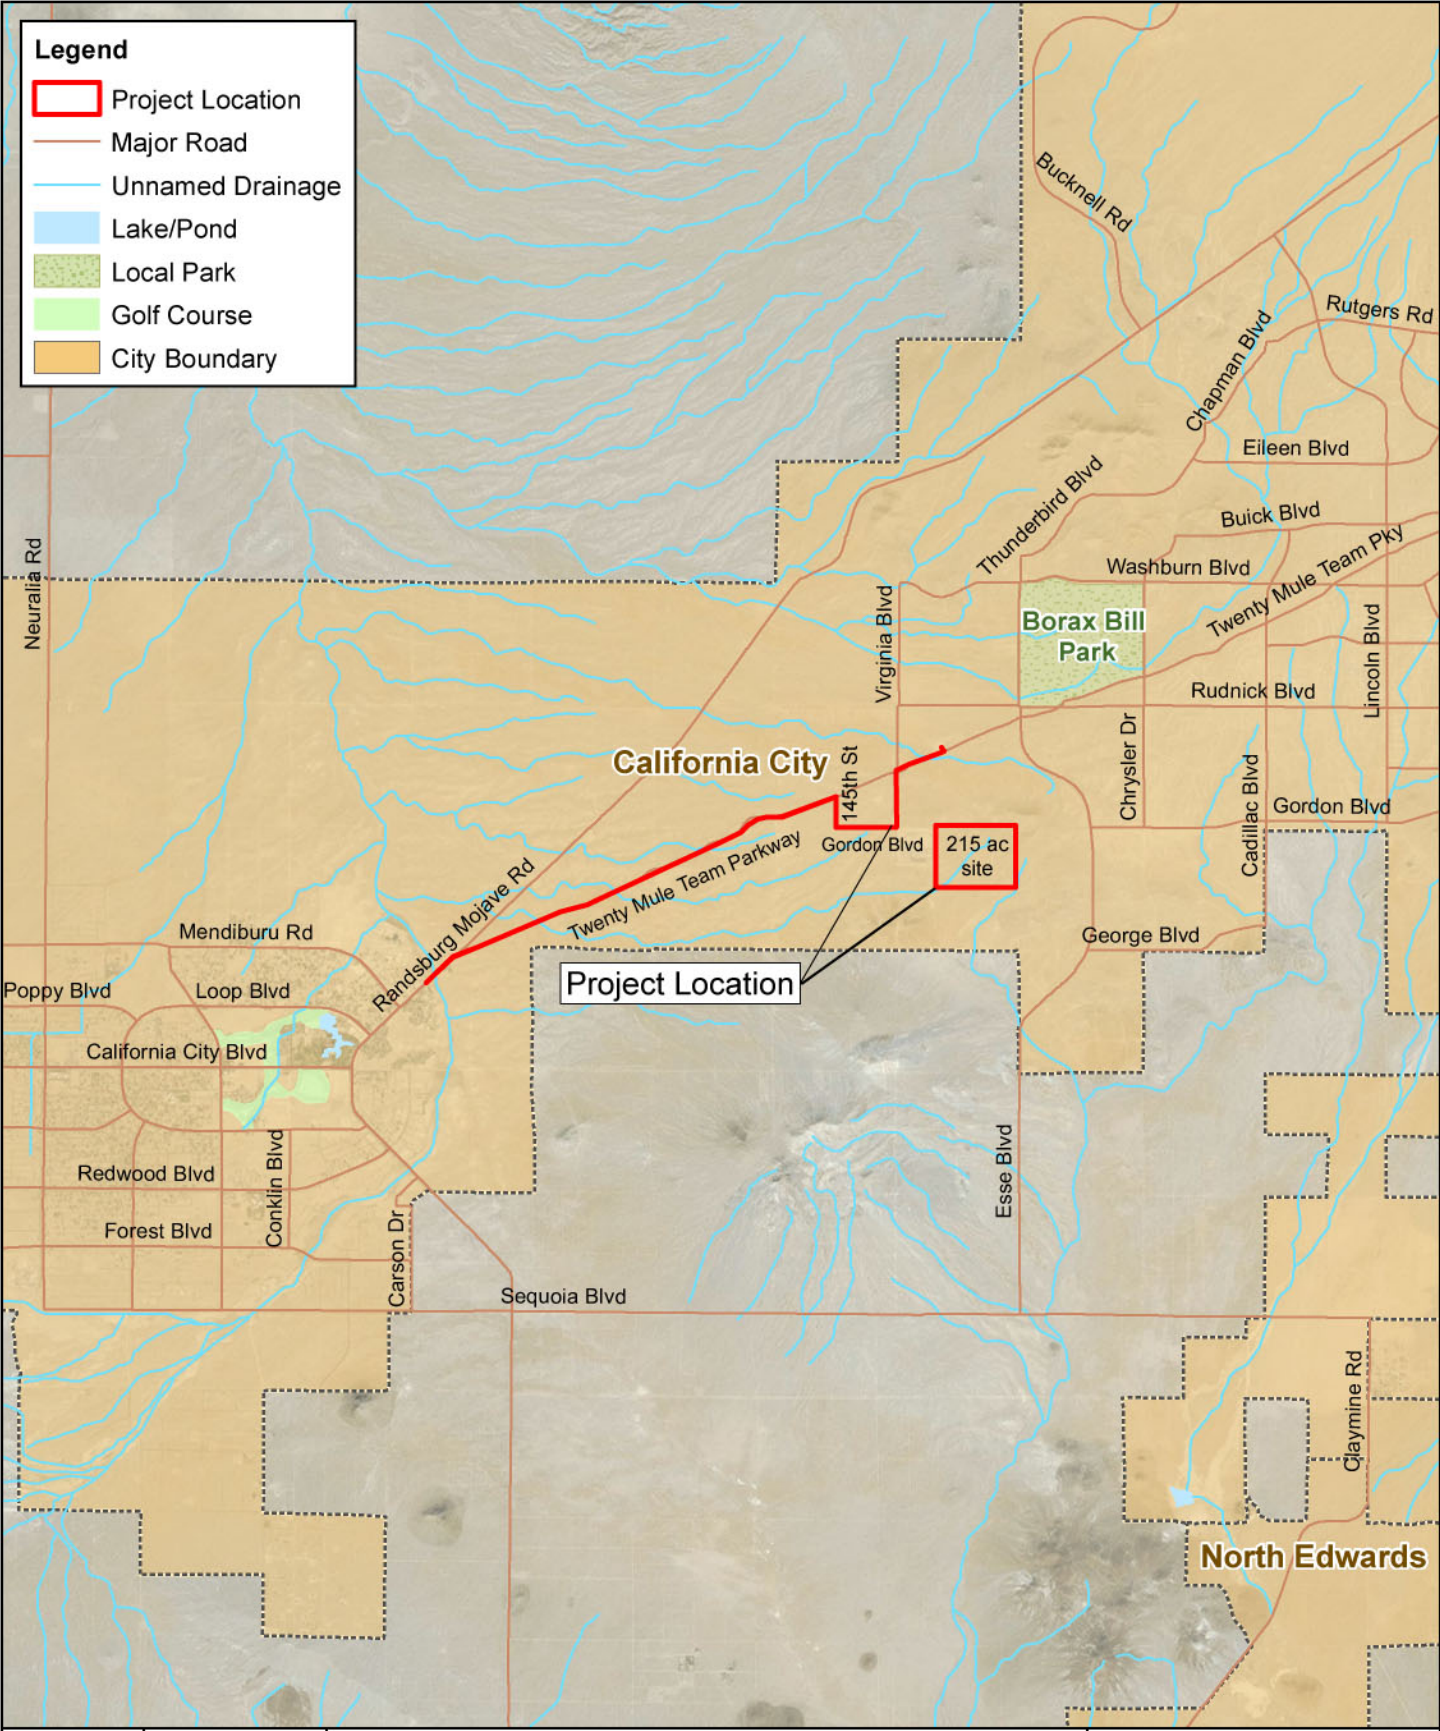 Legend
Project Location
Major Road
Unnamed Drainage
Lake/Pond
Local Park
Golf Course
City Boundary
Bucknell Rd
Rutgers Rd
Chapman Blvd
Eileen Blvd
Thunderbird Blvd
Buick Blvd
Twenty Mule Team Pky
Washburn Blvd
Neuralia Rd
Virginia Blvd
Borax Bill
Park
Lincoln Blvd
Rudnick Blvd
California City
145th St
Chrysler Dr
Cadillac Blvd
Gordon Blvd
Gordon Blvd
215 ac
site
Twenty Mule Team Parkway
Randsburg Mojave Rd
Mendiburu Rd
George Blvd
Project Location
Poppy Blvd
Loop Blvd
California City Blvd
Redwood Blvd
Conklin Blvd
Esse Blvd
Forest Blvd
Carson Dr
Sequoia Blvd
Claymine Rd
North Edwards